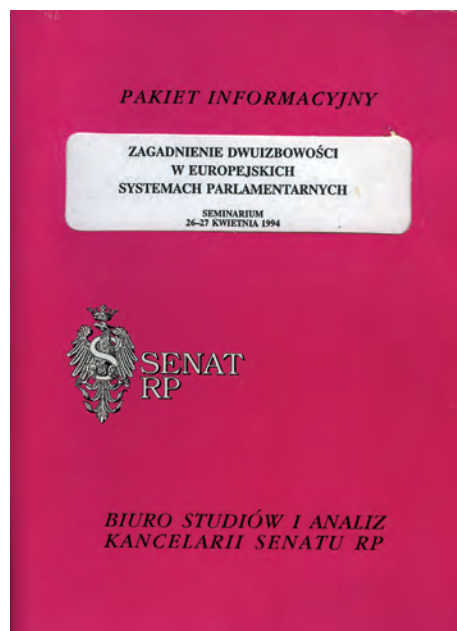 PAKIET INFORMACYJNY
ZAGADNIENIE DWUIZBOWOŚCI
W EUROPEJSKICH
SYSTEMACH PARLAMENTARNYCH
SEMINARIUM
26-27 KWIETNIA 1994
SENAT
RP
BIURO STUDIÓW I ANALIZ
KANCELARII SENATU RP